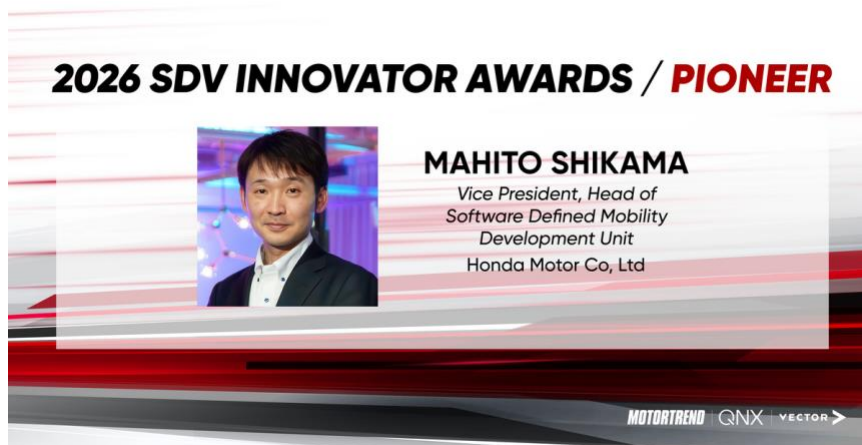 2026 SDV INNOVATOR AWARDS / PIONEER
MAHITO SHIKAMA
Vice President, Head of
Software Defined Mobility
Development Unit
Honda Motor Co, Ltd
MOTORTREND | QNX | VECTOR